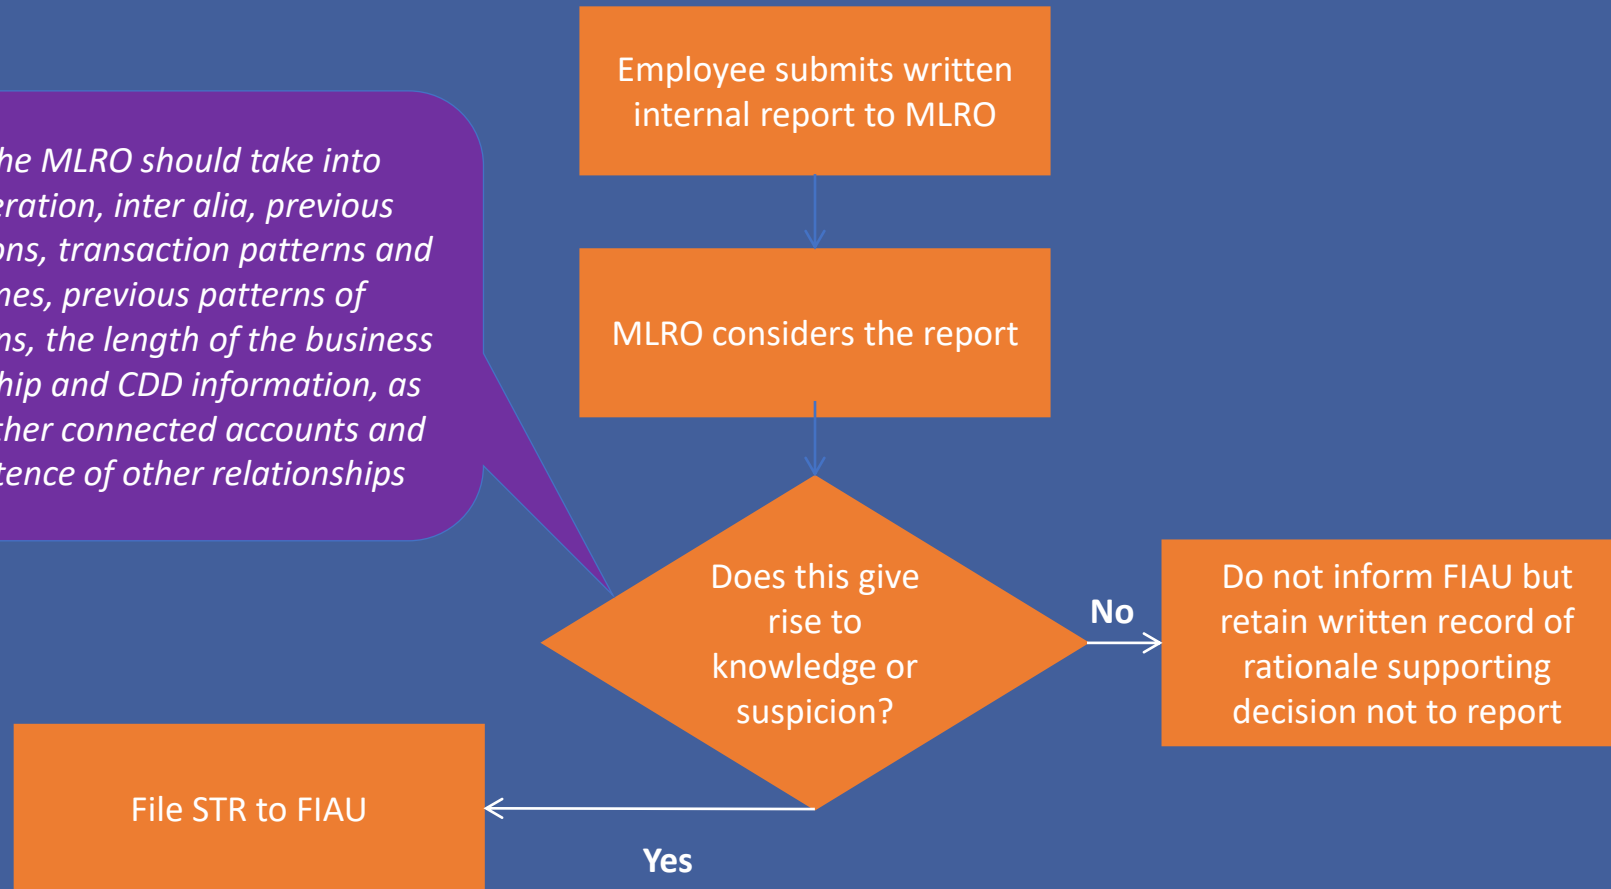 Employee submits written
internal report to MLRO
he MLRO should take into
eration, inter alia, previous
ons, transaction patterns and
nes, previous patterns of
ns, the length of the business
hip and CDD information, as
ther connected accounts and
tence of other relationships
MLRO considers the report
Does this give
rise to
knowledge or
suspicion?
No
Do not inform FIAU but
retain written record of
rationale supporting
decision not to report
File STR to FIAU
Yes